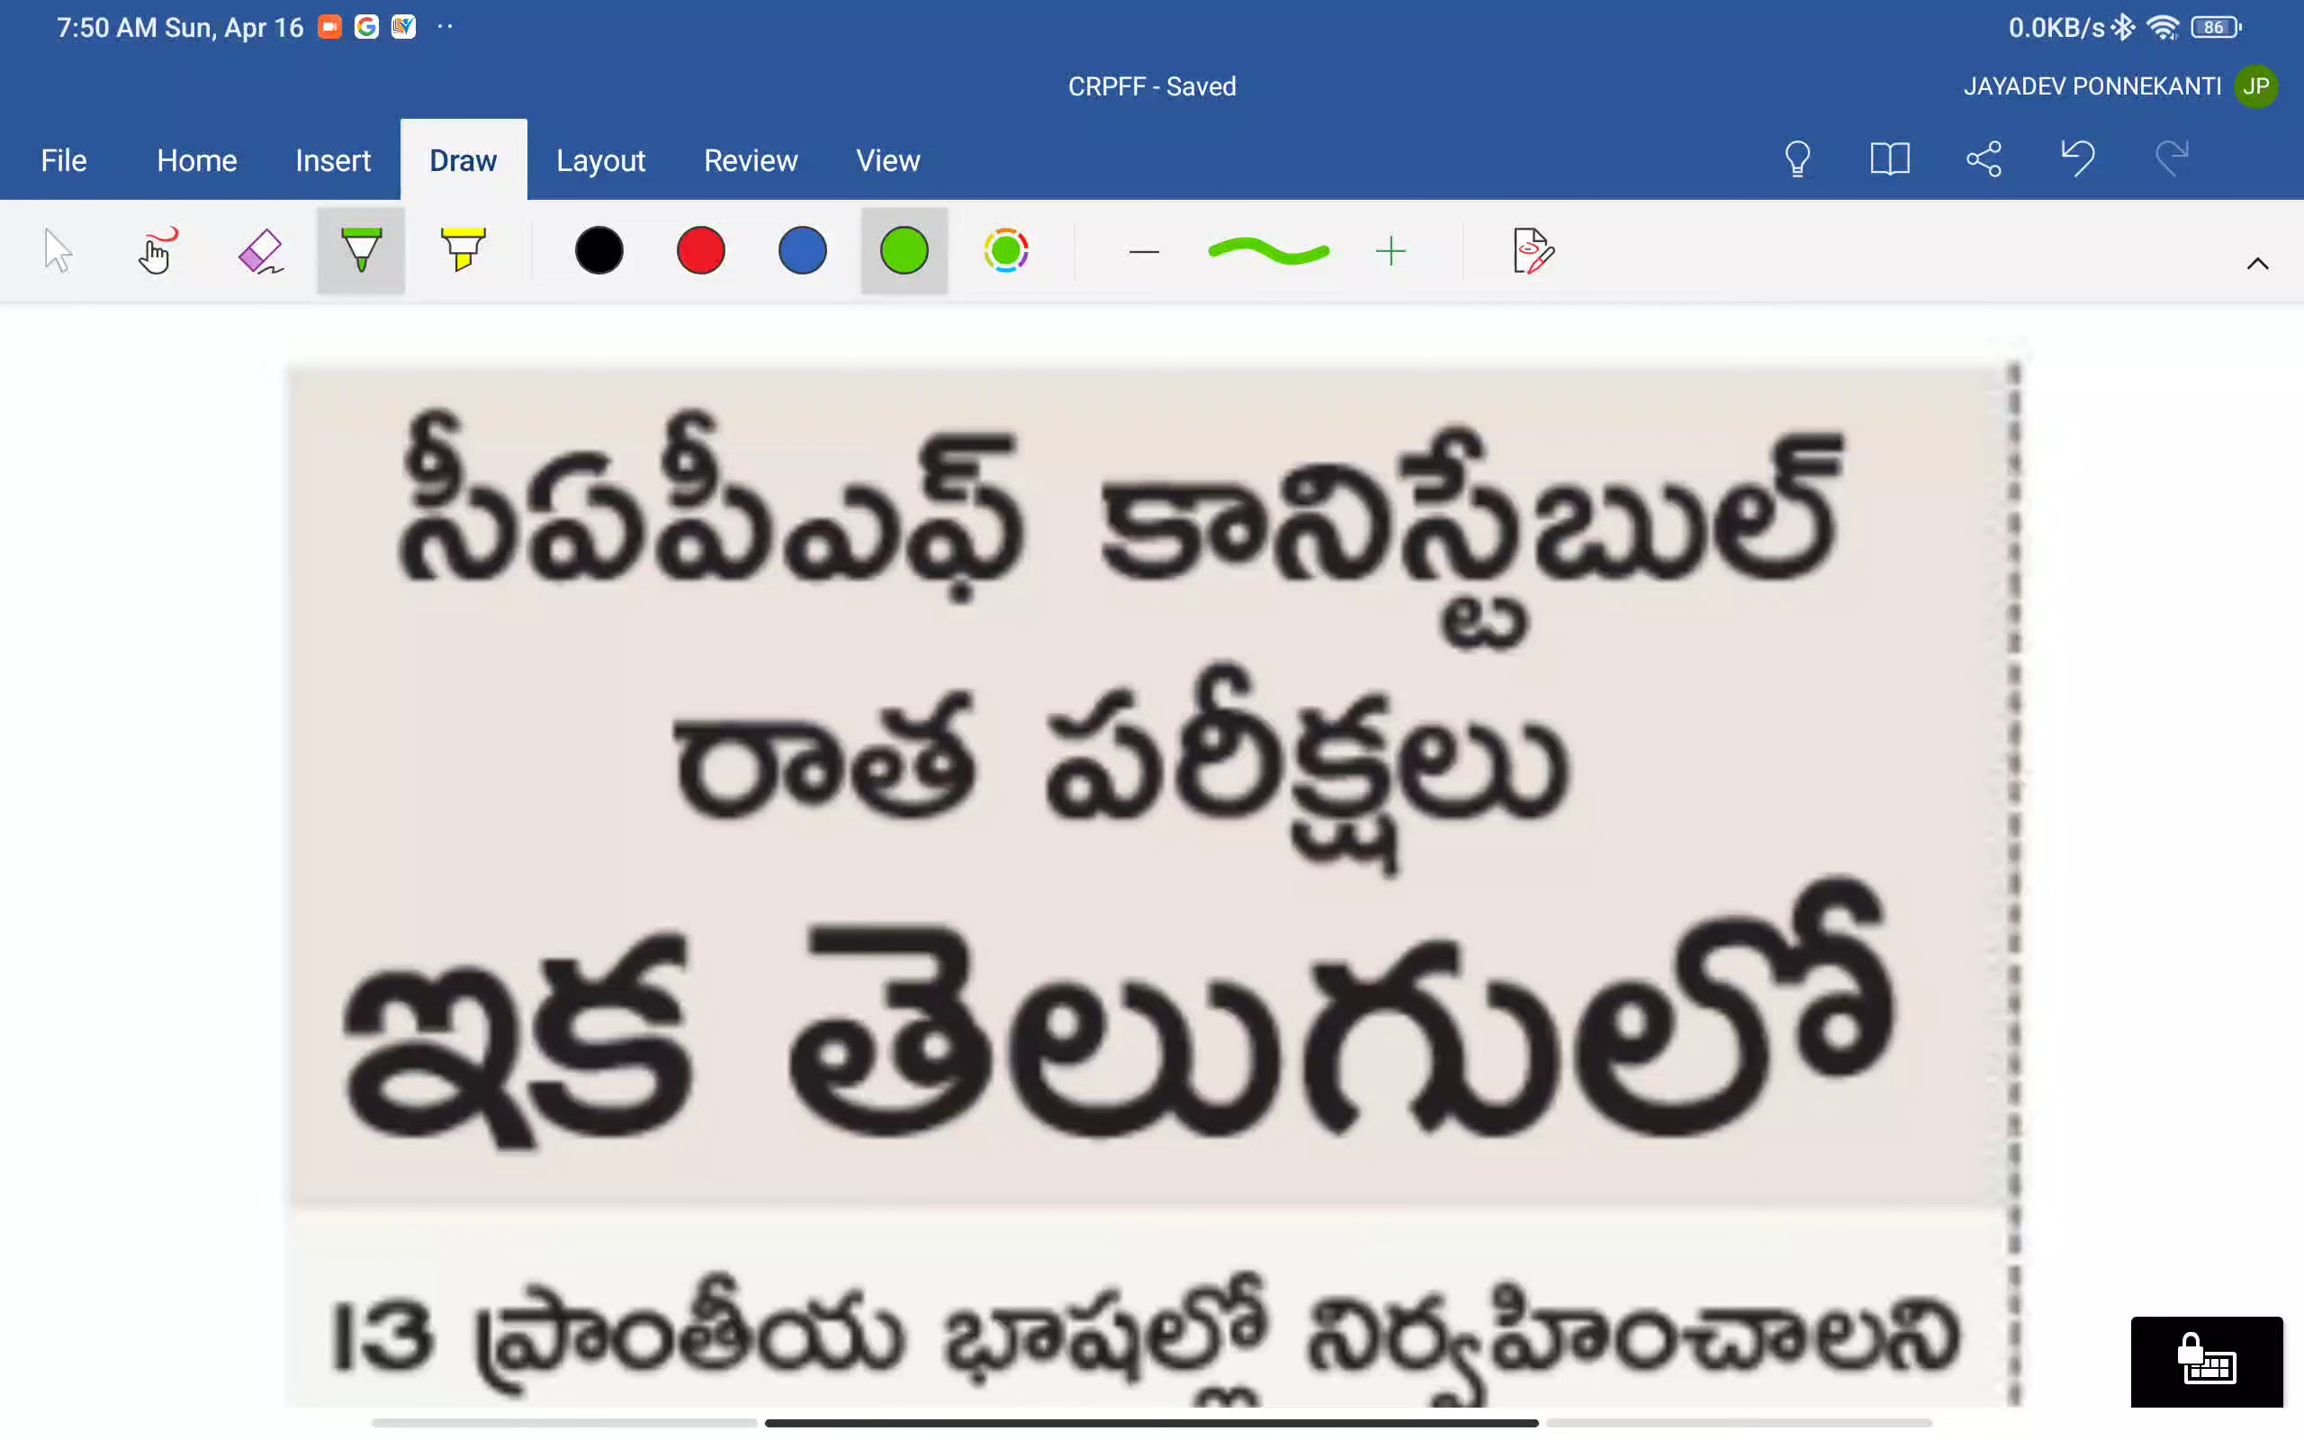 7:50 AM Sun, Apr 16
0.0KB/s 86
CRPFF - Saved
JAYADEV PONNEKANTI JP
File Home Insert Draw Layout Review View
సీఏపీఎఫ్ కానిస్టేబుల్
రాత పరీక్షలు
ఇక తెలుగులో
13 ప్రాంతీయ భాషల్లో నిర్వహించాలని